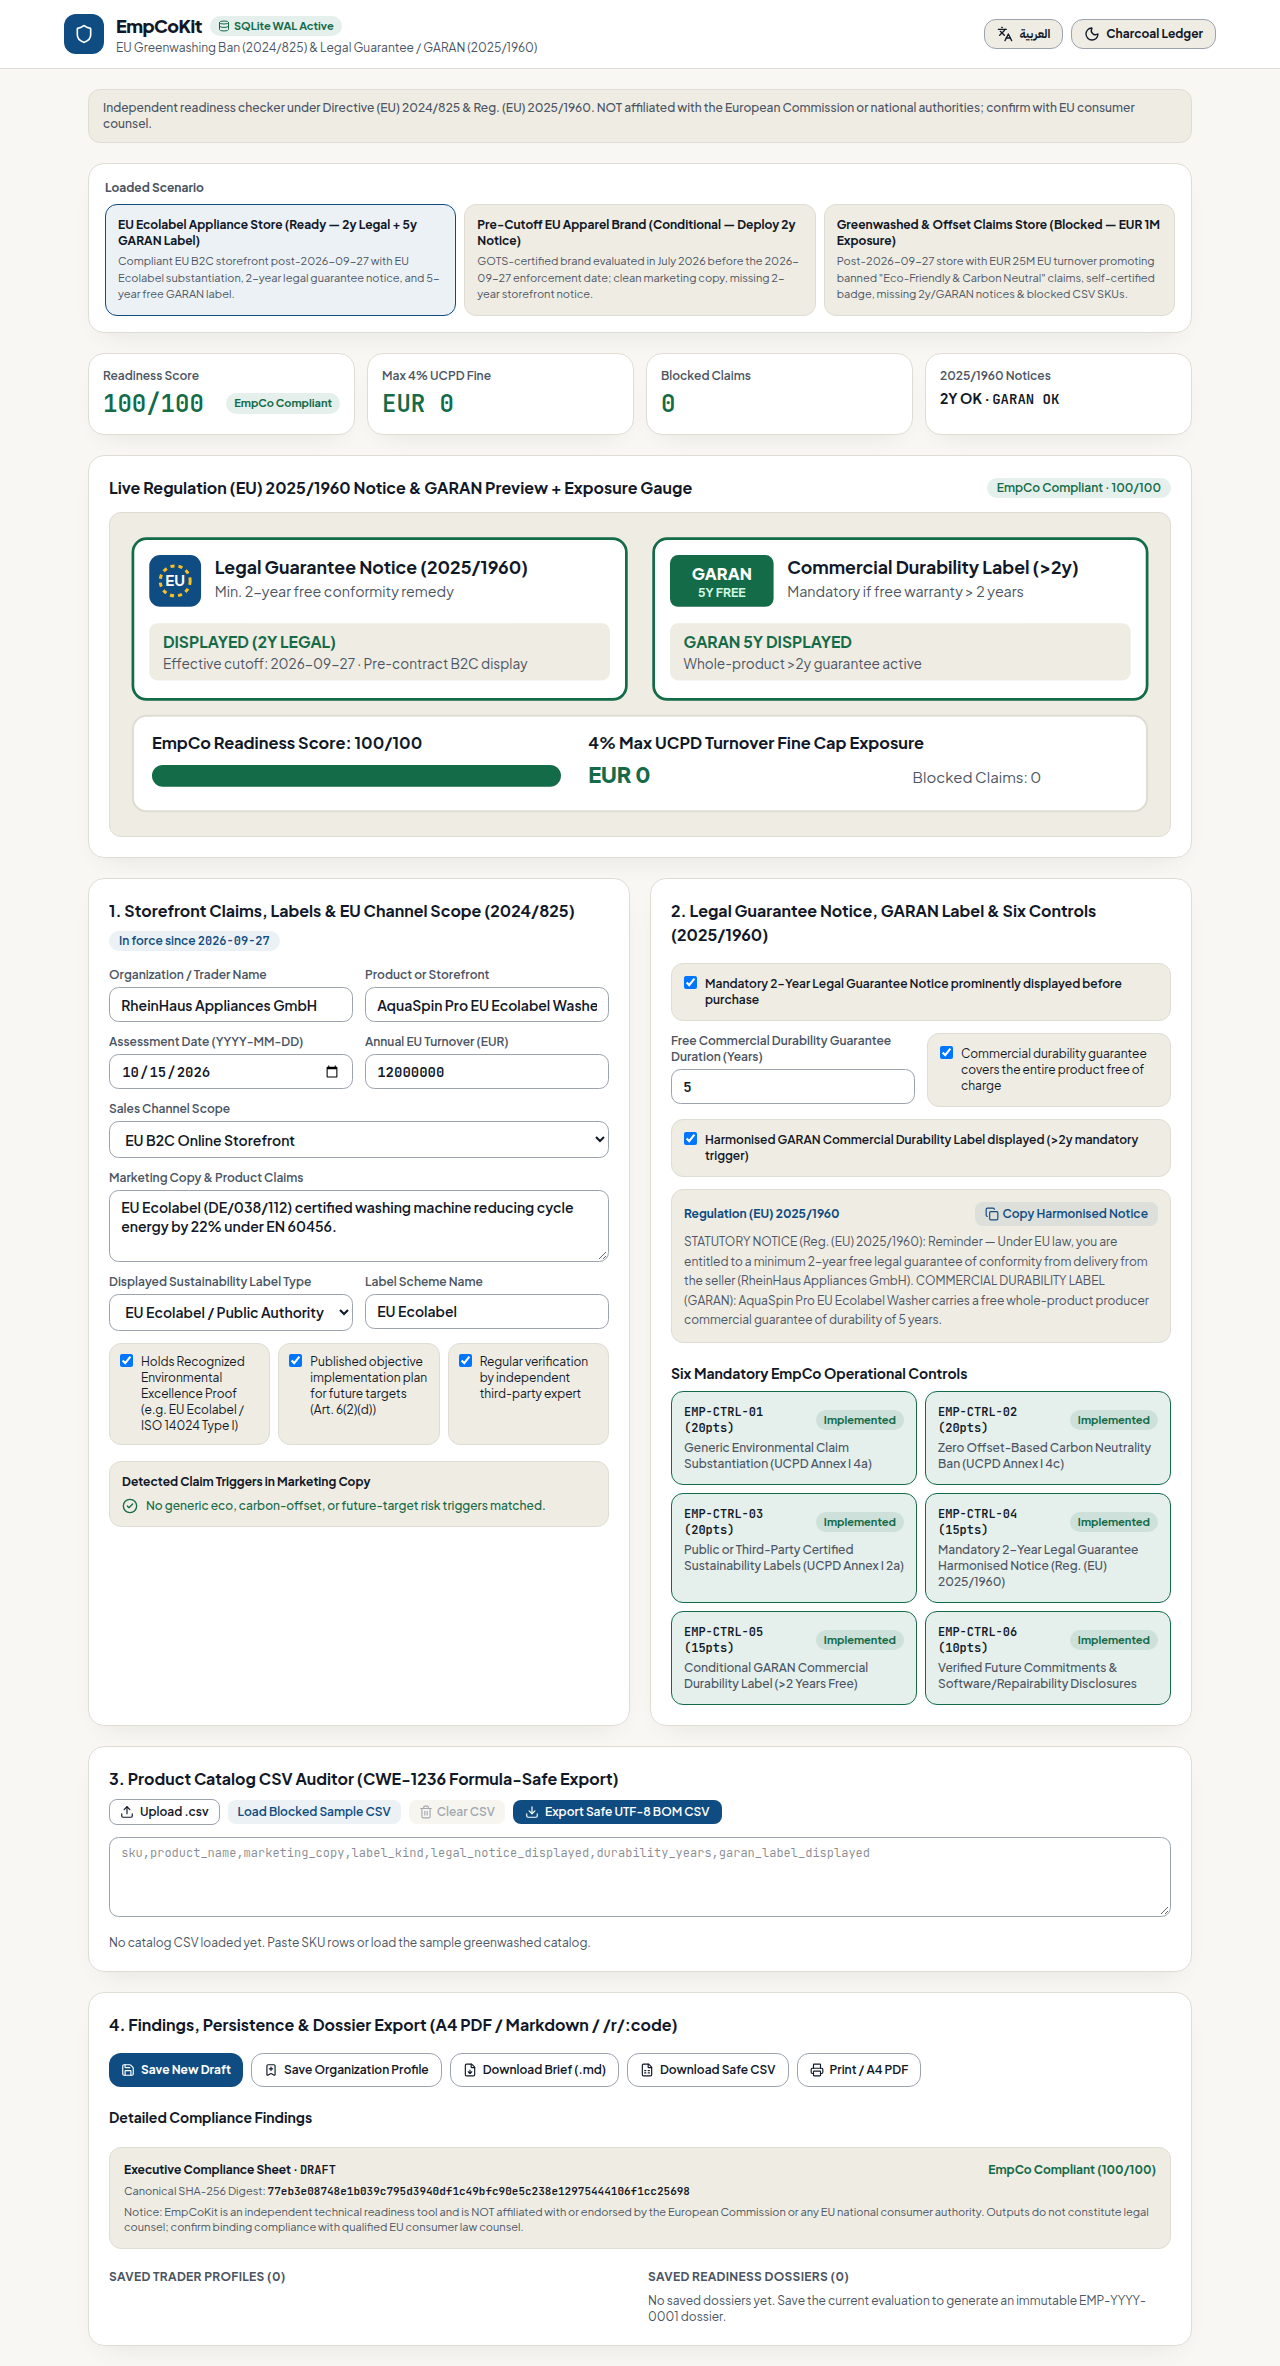 EmpCoKit
SQLite WAL Active
EU Greenwashing Ban (2024/825) & Legal Guarantee / GARAN (2025/1960)
العربية
Charcoal Ledger
Independent readiness checker under Directive (EU) 2024/825 & Reg. (EU) 2025/1960. NOT affiliated with the European Commission or national authorities; confirm with EU consumer
counsel.
Loaded Scenario
EU Ecolabel Appliance Store (Ready — 2y Legal + 5y
GARAN Label)
Compliant EU B2C storefront post-2026-09-27 with EU
Ecolabel substantiation, 2-year legal guarantee notice, and 5-
year free GARAN label.
Pre-Cutoff EU Apparel Brand (Conditional — Deploy 2y
Notice)
GOTS-certified brand evaluated in July 2026 before the 2026-
09-27 enforcement date; clean marketing copy, missing 2-
year storefront notice.
Greenwashed & Offset Claims Store (Blocked — EUR 1M
Exposure)
Post-2026-09-27 store with EUR 25M EU turnover promoting
banned "Eco-Friendly & Carbon Neutral" claims, self-certified
badge, missing 2y/GARAN notices & blocked CSV SKUs.
Readiness Score
100/100
EmpCo Compliant
Max 4% UCPD Fine
EUR 0
Blocked Claims
0
2025/1960 Notices
2Y OK · GARAN OK
Live Regulation (EU) 2025/1960 Notice & GARAN Preview + Exposure Gauge
EmpCo Compliant · 100/100
EU
Legal Guarantee Notice (2025/1960)
Min. 2-year free conformity remedy
DISPLAYED (2Y LEGAL)
Effective cutoff: 2026-09-27 · Pre-contract B2C display
GARAN
5Y FREE
Commercial Durability Label (>2y)
Mandatory if free warranty > 2 years
GARAN 5Y DISPLAYED
Whole-product >2y guarantee active
EmpCo Readiness Score: 100/100
4% Max UCPD Turnover Fine Cap Exposure
EUR 0
Blocked Claims: 0
1. Storefront Claims, Labels & EU Channel Scope (2024/825)
In force since 2026-09-27
Organization / Trader Name
Product or Storefront
RheinHaus Appliances GmbH
AquaSpin Pro EU Ecolabel Washe
Assessment Date (YYYY-MM-DD)
Annual EU Turnover (EUR)
10/15/2026
12000000
Sales Channel Scope
EU B2C Online Storefront
Marketing Copy & Product Claims
EU Ecolabel (DE/038/112) certified washing machine reducing cycle
energy by 22% under EN 60456.
Displayed Sustainability Label Type
Label Scheme Name
EU Ecolabel / Public Authority
EU Ecolabel
Holds Recognized
Environmental
Excellence Proof
(e.g. EU Ecolabel /
ISO 14024 Type I)
Published objective
implementation plan
for future targets
(Art. 6(2)(d))
Regular verification
by independent
third-party expert
Detected Claim Triggers in Marketing Copy
No generic eco, carbon-offset, or future-target risk triggers matched.
2. Legal Guarantee Notice, GARAN Label & Six Controls
(2025/1960)
Mandatory 2-Year Legal Guarantee Notice prominently displayed before
purchase
Free Commercial Durability Guarantee
Duration (Years)
5
Commercial durability guarantee
covers the entire product free of
charge
Harmonised GARAN Commercial Durability Label displayed (>2y mandatory
trigger)
Regulation (EU) 2025/1960
Copy Harmonised Notice
STATUTORY NOTICE (Reg. (EU) 2025/1960): Reminder — Under EU law, you are
entitled to a minimum 2-year free legal guarantee of conformity from delivery from
the seller (RheinHaus Appliances GmbH). COMMERCIAL DURABILITY LABEL
(GARAN): AquaSpin Pro EU Ecolabel Washer carries a free whole-product producer
commercial guarantee of durability of 5 years.
Six Mandatory EmpCo Operational Controls
EMP-CTRL-01
(20pts)
Implemented
Generic Environmental Claim
Substantiation (UCPD Annex I 4a)
EMP-CTRL-02
(20pts)
Implemented
Zero Offset-Based Carbon Neutrality
Ban (UCPD Annex I 4c)
EMP-CTRL-03
(20pts)
Implemented
Public or Third-Party Certified
Sustainability Labels (UCPD Annex I 2a)
EMP-CTRL-04
(15pts)
Implemented
Mandatory 2-Year Legal Guarantee
Harmonised Notice (Reg. (EU)
2025/1960)
EMP-CTRL-05
(15pts)
Implemented
Conditional GARAN Commercial
Durability Label (>2 Years Free)
EMP-CTRL-06
(10pts)
Implemented
Verified Future Commitments &
Software/Repairability Disclosures
3. Product Catalog CSV Auditor (CWE-1236 Formula-Safe Export)
Upload .csv
Load Blocked Sample CSV
Clear CSV
Export Safe UTF-8 BOM CSV
sku,product_name,marketing_copy,label_kind,legal_notice_displayed,durability_years,garan_label_displayed
No catalog CSV loaded yet. Paste SKU rows or load the sample greenwashed catalog.
4. Findings, Persistence & Dossier Export (A4 PDF / Markdown / /r/:code)
Save New Draft
Save Organization Profile
Download Brief (.md)
Download Safe CSV
Print / A4 PDF
Detailed Compliance Findings
Executive Compliance Sheet · DRAFT
EmpCo Compliant (100/100)
Canonical SHA-256 Digest: 77eb3e08748e1b039c795d3940df1c49bfc90e5c238e12975444106f1cc25698
Notice: EmpCoKit is an independent technical readiness tool and is NOT affiliated with or endorsed by the European Commission or any EU national consumer authority. Outputs do not constitute legal
counsel; confirm binding compliance with qualified EU consumer law counsel.
SAVED TRADER PROFILES (0)
SAVED READINESS DOSSIERS (0)
No saved dossiers yet. Save the current evaluation to generate an immutable EMP-YYYY-
0001 dossier.